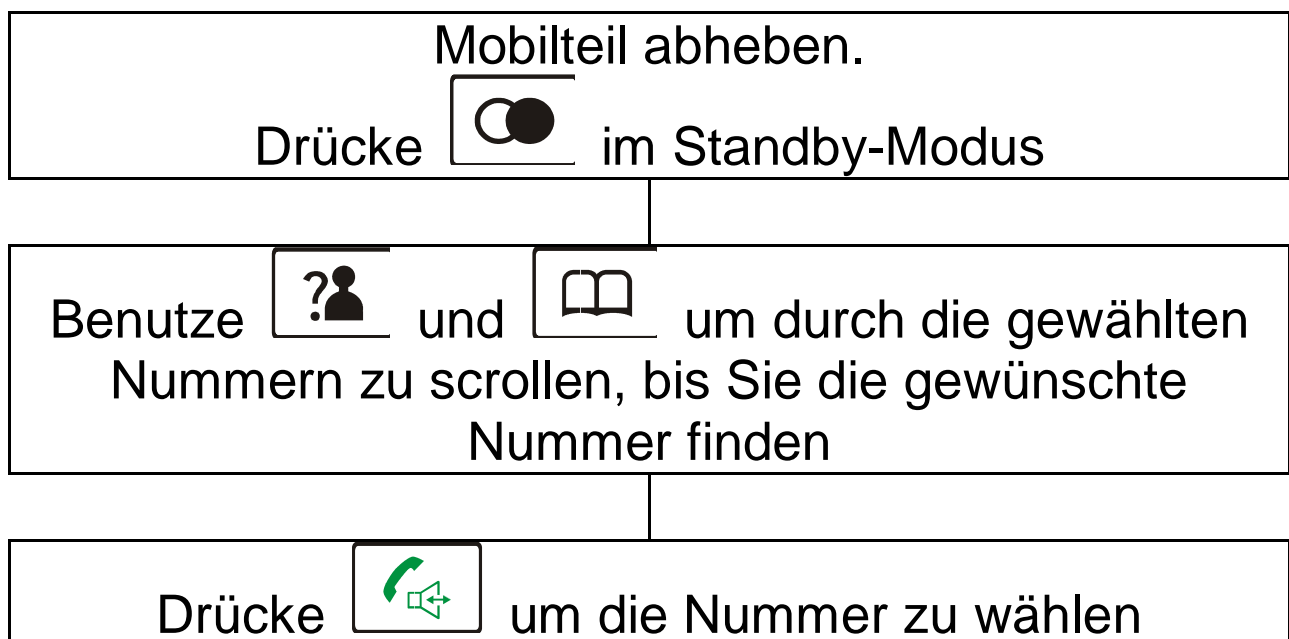 Mobilteil abheben.
Drücke im Standby-Modus
Benutze ? und um durch die gewählten
Nummern zu scrollen, bis Sie die gewünschte
Nummer finden
Drücke um die Nummer zu wählen